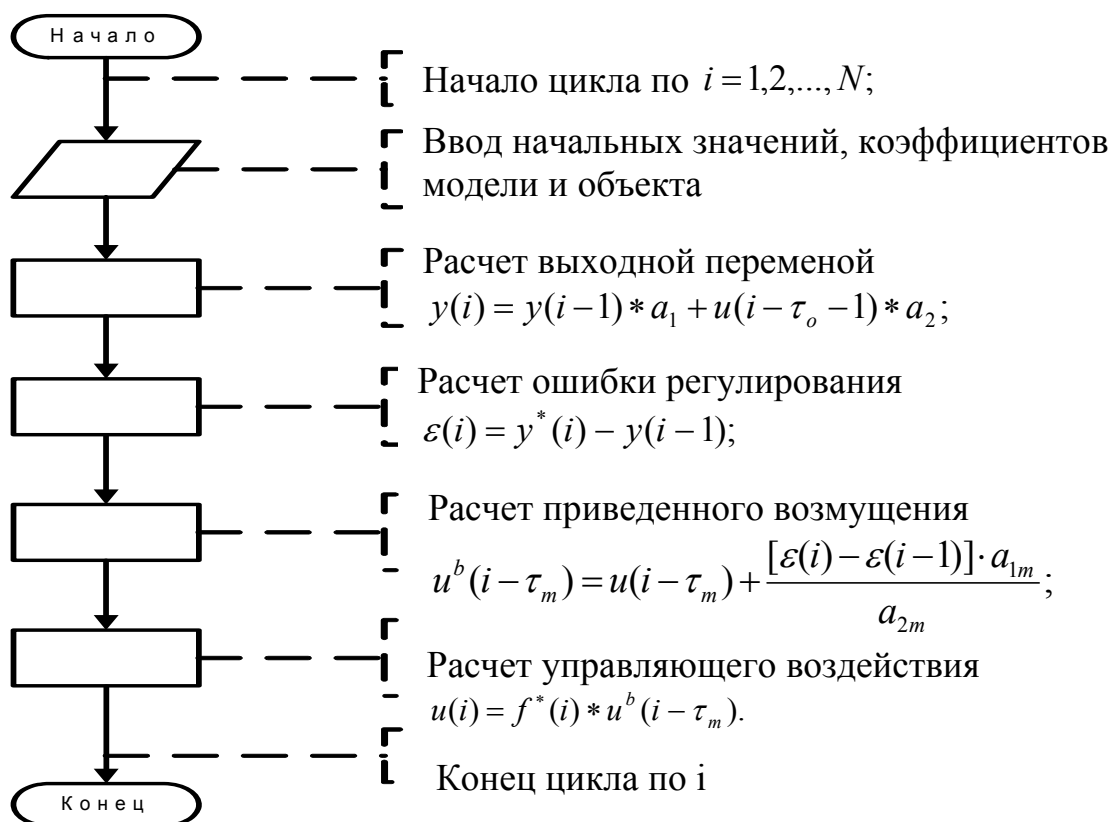 Начало
Начало цикла по i = 1,2,..., N;
Ввод начальных значений, коэффициентов
модели и объекта
Расчет выходной переменой
y(i) = y(i−1) * a₁ + u(i − τₒ −1) * a₂;
Расчет ошибки регулирования
ε(i) = y*(i) − y(i−1);
Расчет приведенного возмущения
u^b(i − τₘ) = u(i − τₘ) + [ε(i) − ε(i−1)]· a₁ₘ / a₂ₘ;
Расчет управляющего воздействия
u(i) = f*(i) * u^b(i − τₘ).
Конец цикла по i
Конец